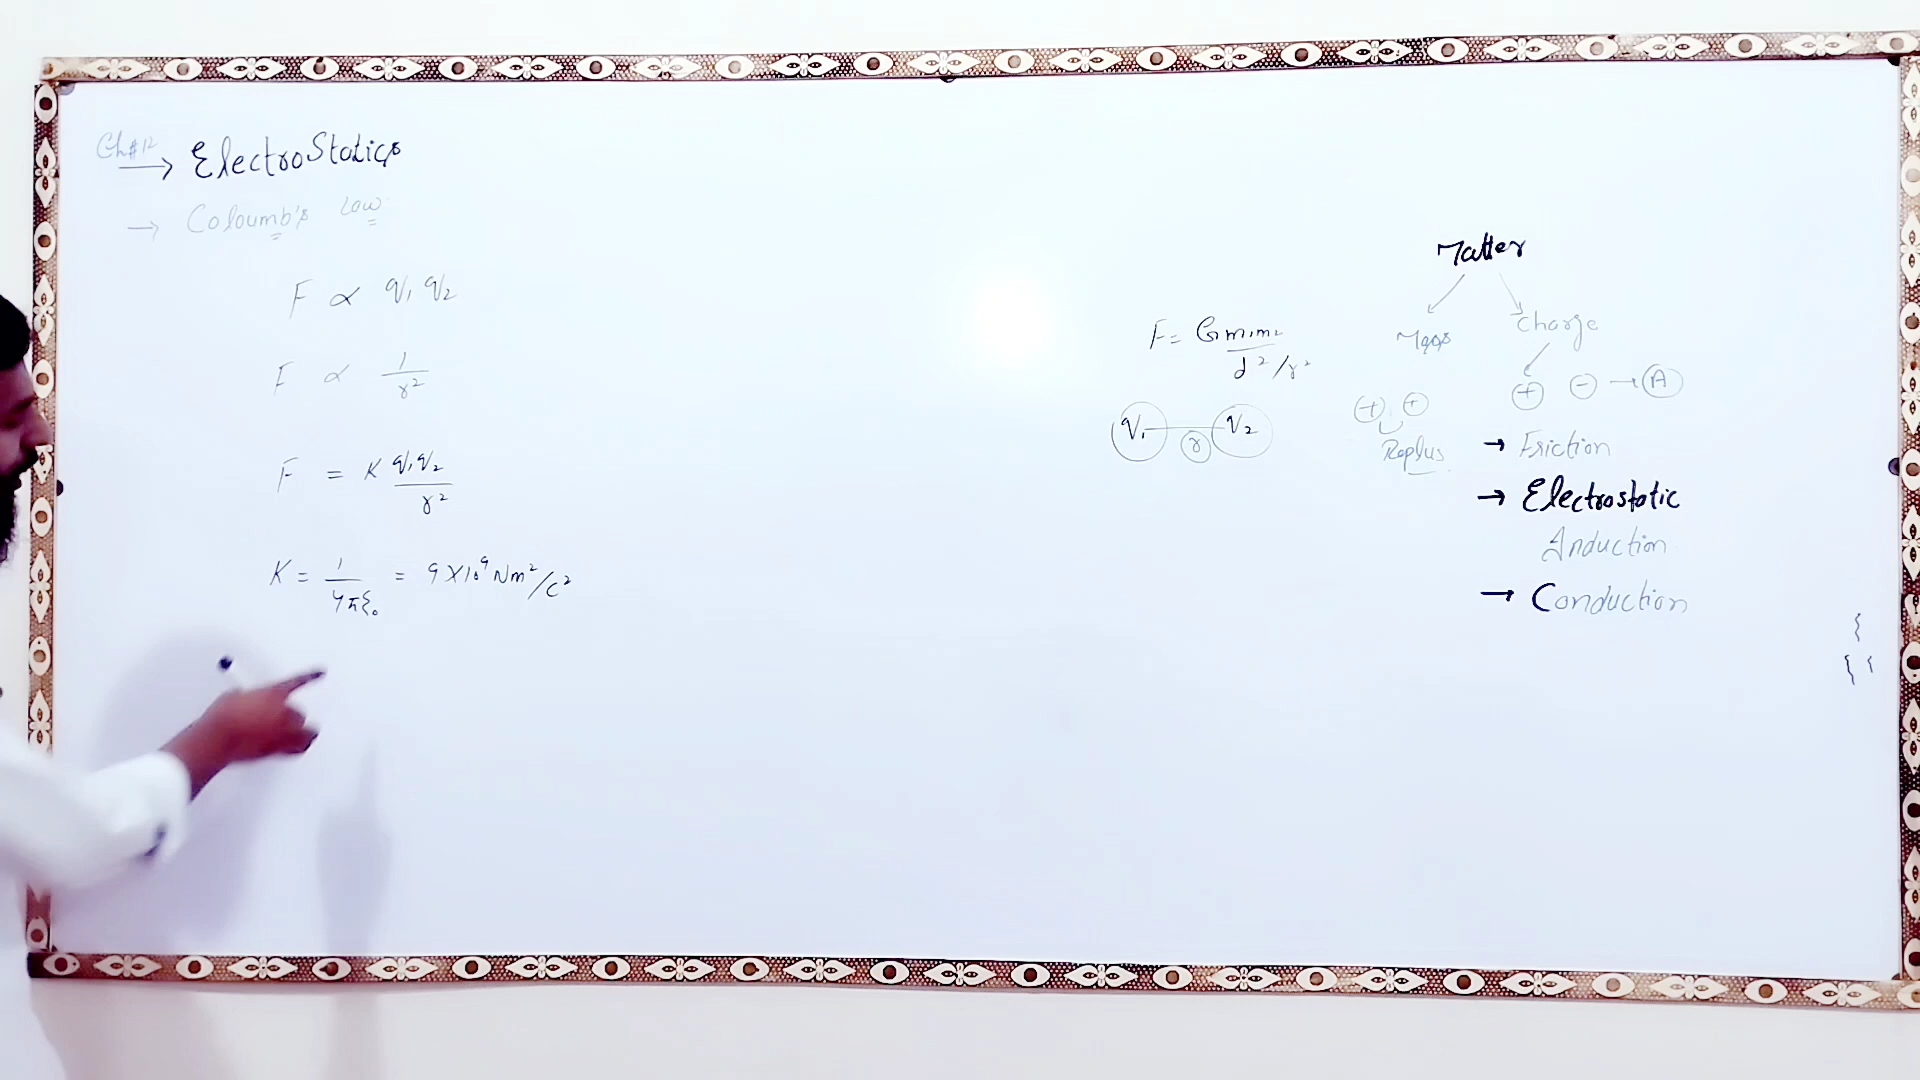 Ch#12
→ ElectroStatics
→ Coloumb's Law
F ∝ q1 q2
F ∝ 1/r²
F = K q1q2/r²
K = 1/4πε₀ = 9×10⁹ Nm²/c²
Matter
Mass Charge
F = G m1m2 / d²/r²
+ - → A
+ +
q1 r q2
Replus
→ Friction
→ Electrostatic
Induction
→ Conduction